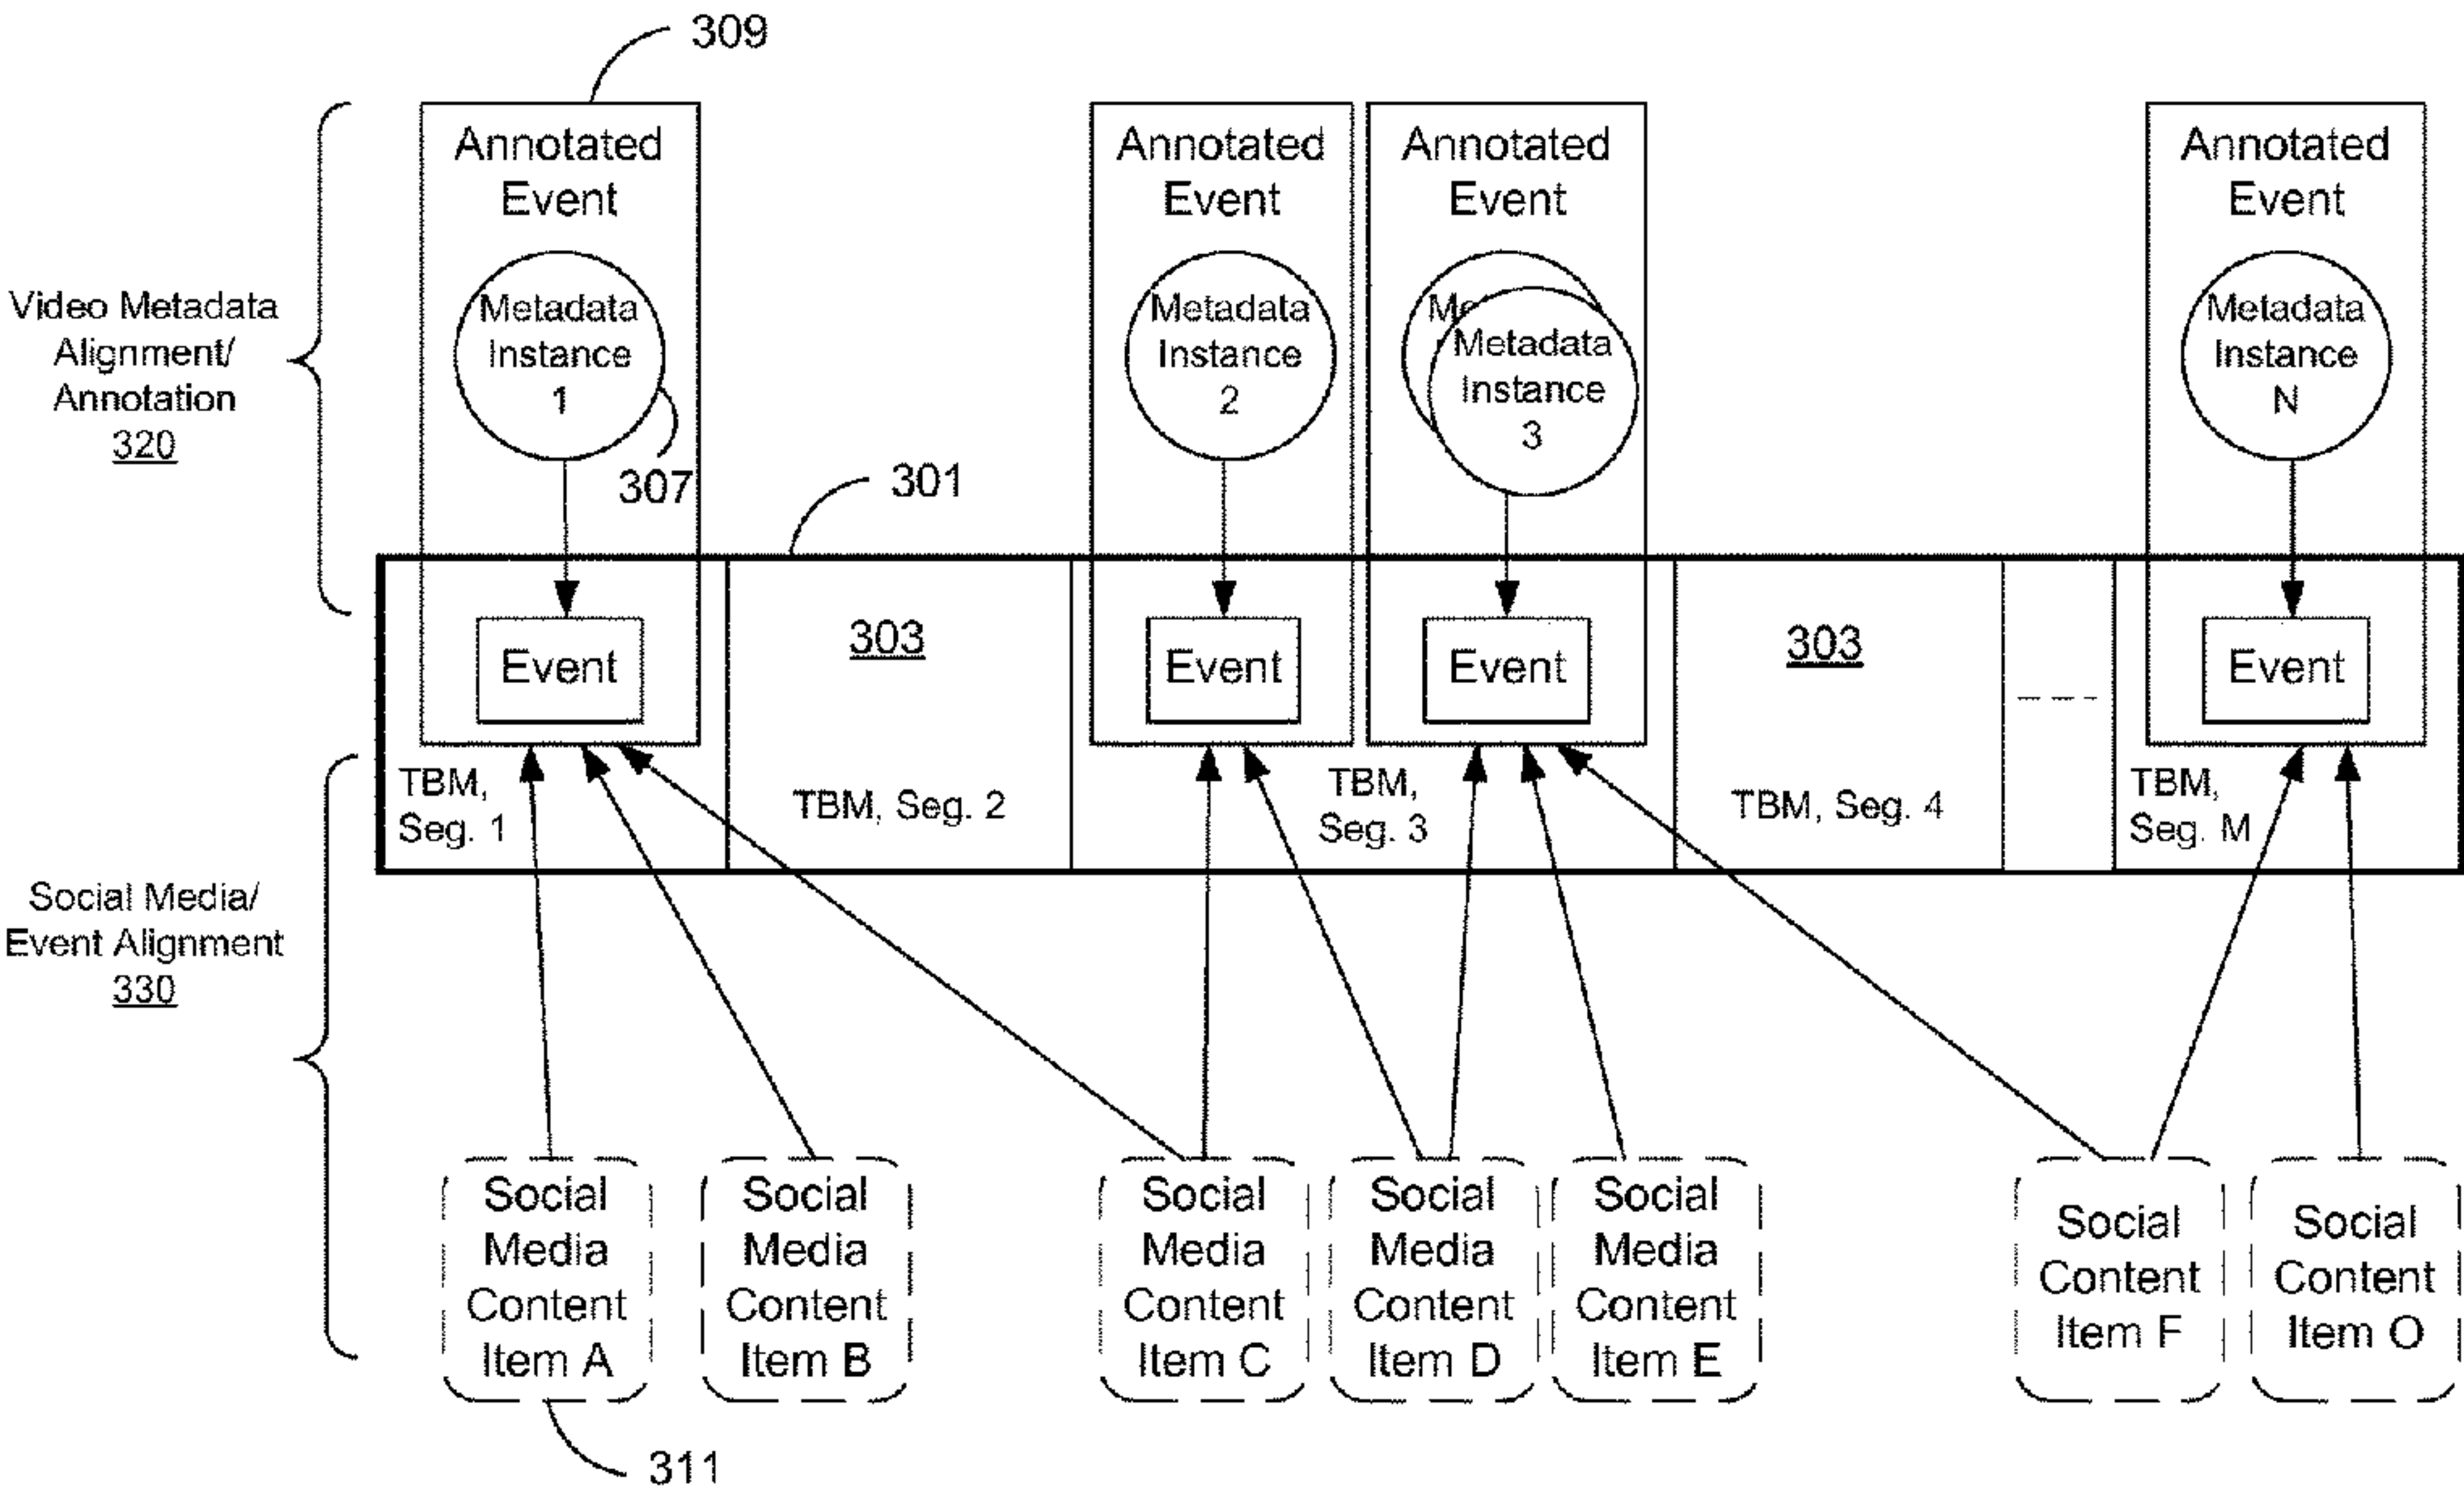 309
Annotated
Event
Annotated
Event
Annotated
Event
Annotated
Event
Video Metadata
Alignment/
Annotation
320
Metadata
Instance
1
307
Metadata
Instance
2
Metadata
Instance
3
Metadata
Instance
N
301
Event
303
Event
Event
303
Event
TBM,
Seg. 1
TBM, Seg. 2
TBM,
Seg. 3
TBM, Seg. 4
TBM,
Seg. M
Social Media/
Event Alignment
330
Social
Media
Content
Item A
Social
Media
Content
Item B
Social
Media
Content
Item C
Social
Media
Content
Item D
Social
Media
Content
Item E
Social
Content
Item F
Social
Content
Item O
311